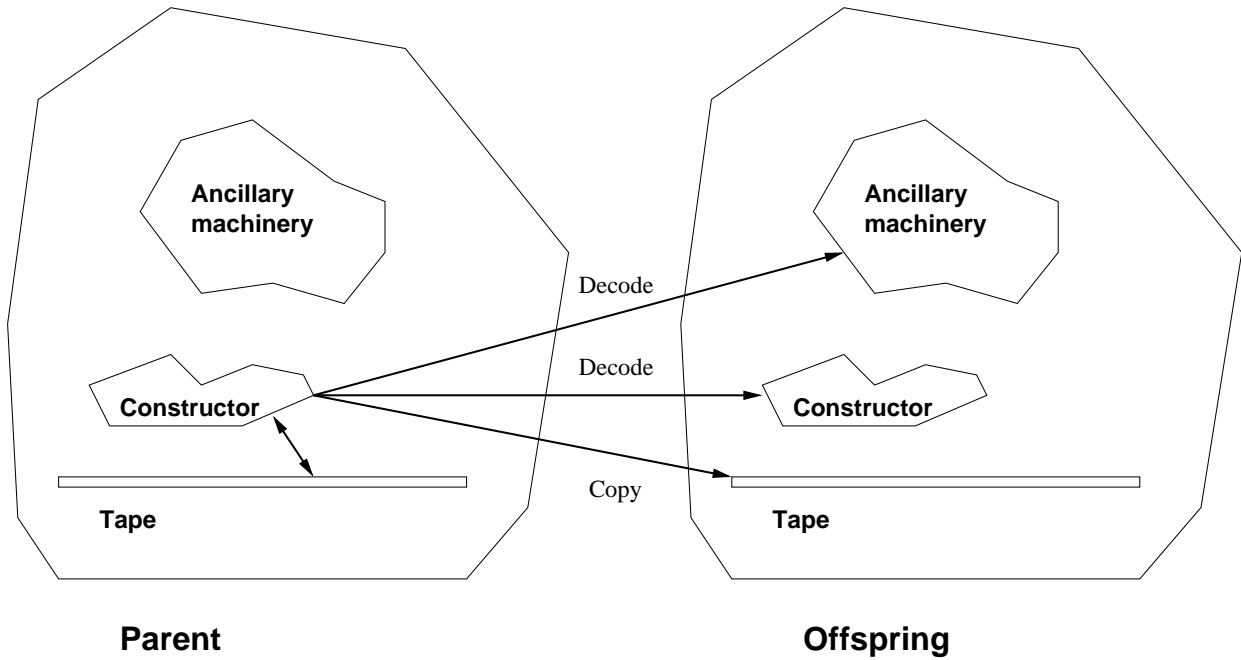 Ancillary
machinery
Ancillary
machinery
Decode
Decode
Constructor
Constructor
Copy
Tape
Tape
Parent
Offspring